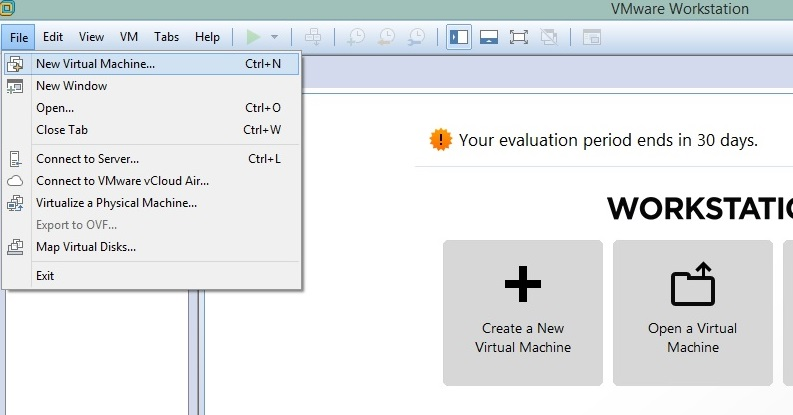 VMware Workstation
File Edit View VM Tabs Help
New Virtual Machine... Ctrl+N
New Window
Open... Ctrl+O
Close Tab Ctrl+W
Connect to Server... Ctrl+L
Connect to VMware vCloud Air...
Virtualize a Physical Machine...
Export to OVF...
Map Virtual Disks...
Exit
! Your evaluation period ends in 30 days.
WORKSTATIO
Create a New
Virtual Machine
Open a Virtual
Machine